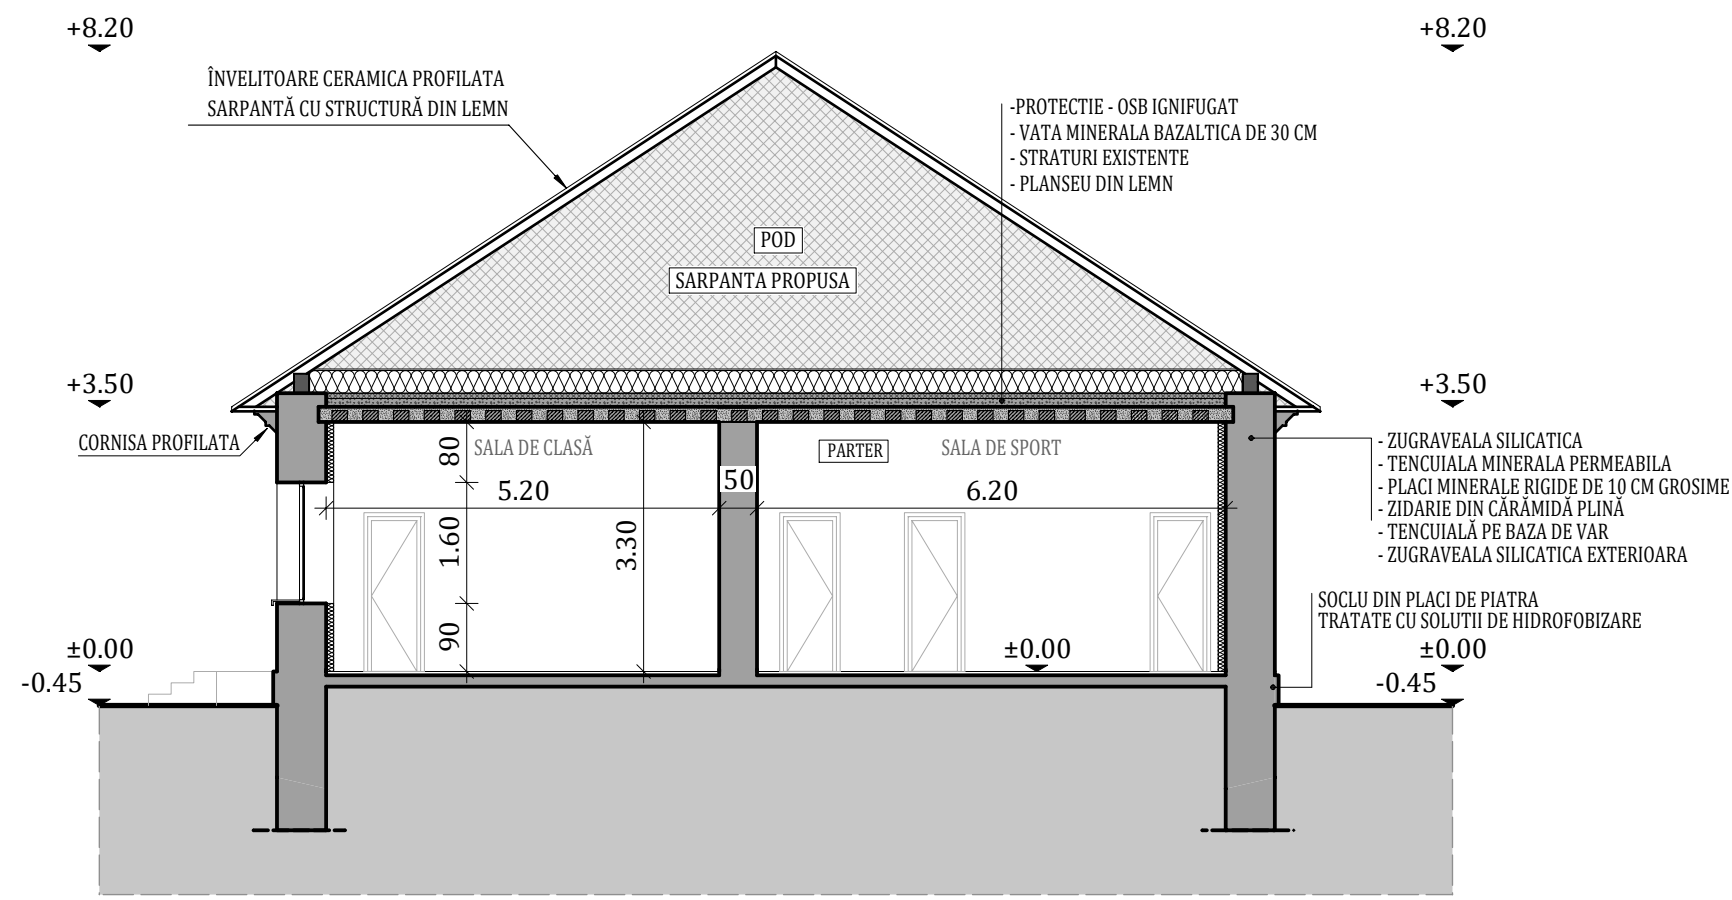 +8.20
+8.20
ÎNVELITOARE CERAMICA PROFILATA
SARPANTĂ CU STRUCTURĂ DIN LEMN
-PROTECTIE - OSB IGNIFUGAT
- VATA MINERALA BAZALTICA DE 30 CM
- STRATURI EXISTENTE
- PLANSEU DIN LEMN
POD
SARPANTA PROPUSA
+3.50
+3.50
CORNISA PROFILATA
80
SALA DE CLASĂ
PARTER
SALA DE SPORT
- ZUGRAVEALA SILICATICA
- TENCUIALA MINERALA PERMEABILA
- PLACI MINERALE RIGIDE DE 10 CM GROSIME
- ZIDARIE DIN CĂRĂMIDĂ PLINĂ
- TENCUIALĂ PE BAZA DE VAR
- ZUGRAVEALA SILICATICA EXTERIOARA
5.20
50
6.20
1.60
3.30
90
SOCLU DIN PLACI DE PIATRA
TRATATE CU SOLUTII DE HIDROFOBIZARE
±0.00
±0.00
±0.00
-0.45
-0.45